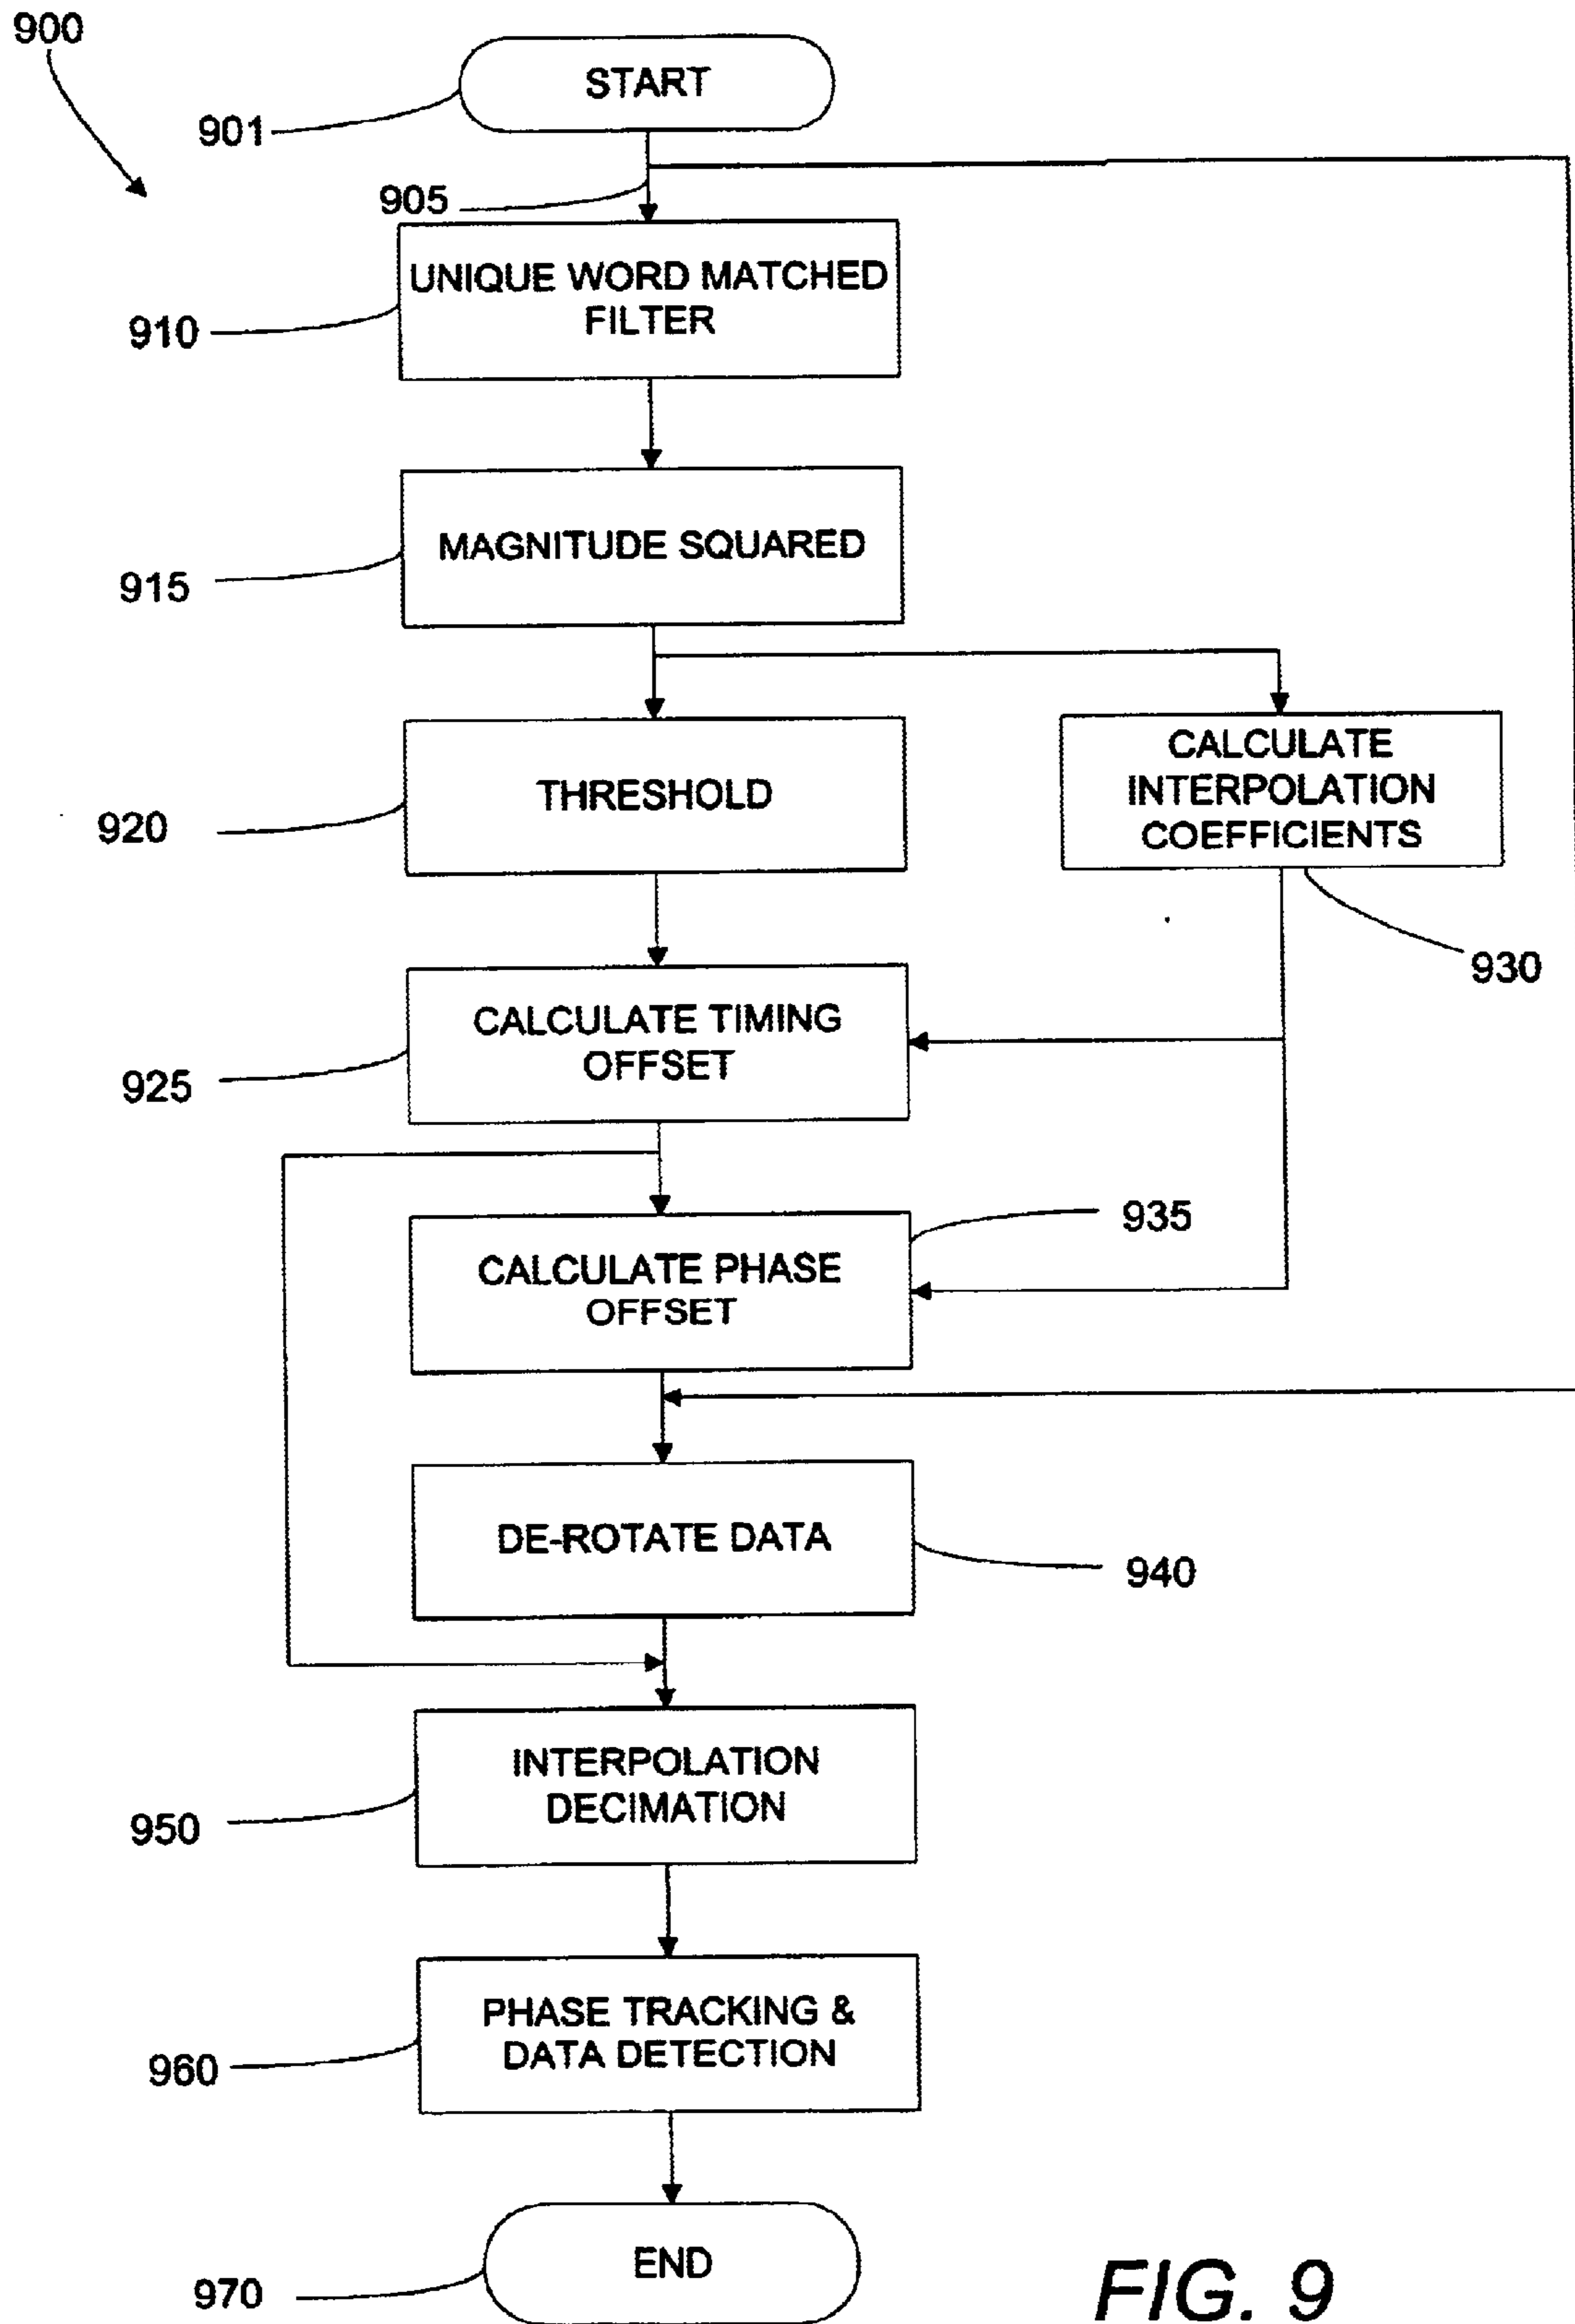 900
START
901
905
UNIQUE WORD MATCHED
FILTER
910
MAGNITUDE SQUARED
915
THRESHOLD
920
CALCULATE
INTERPOLATION
COEFFICIENTS
930
CALCULATE TIMING
OFFSET
925
935
CALCULATE PHASE
OFFSET
DE-ROTATE DATA
940
INTERPOLATION
DECIMATION
950
PHASE TRACKING &
DATA DETECTION
960
END
970
FIG. 9